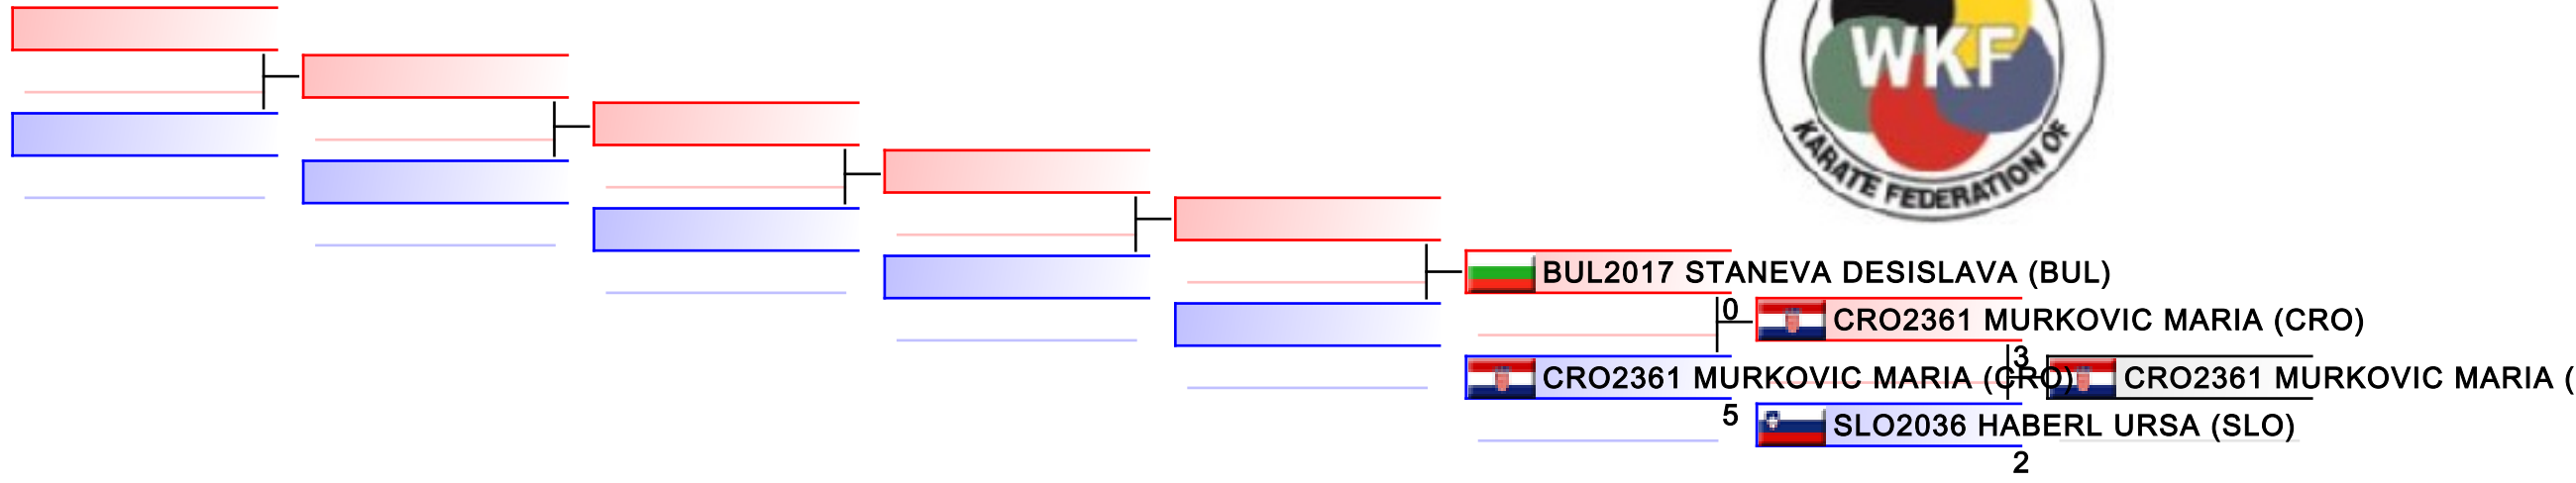 WKF
KARATE FEDERATION OF
BUL2017 STANEVA DESISLAVA (BUL)
0
CRO2361 MURKOVIC MARIA (CRO)
3
CRO2361 MURKOVIC MARIA (CRO)
CRO2361 MURKOVIC MARIA (
5
SLO2036 HABERL URSA (SLO)
2